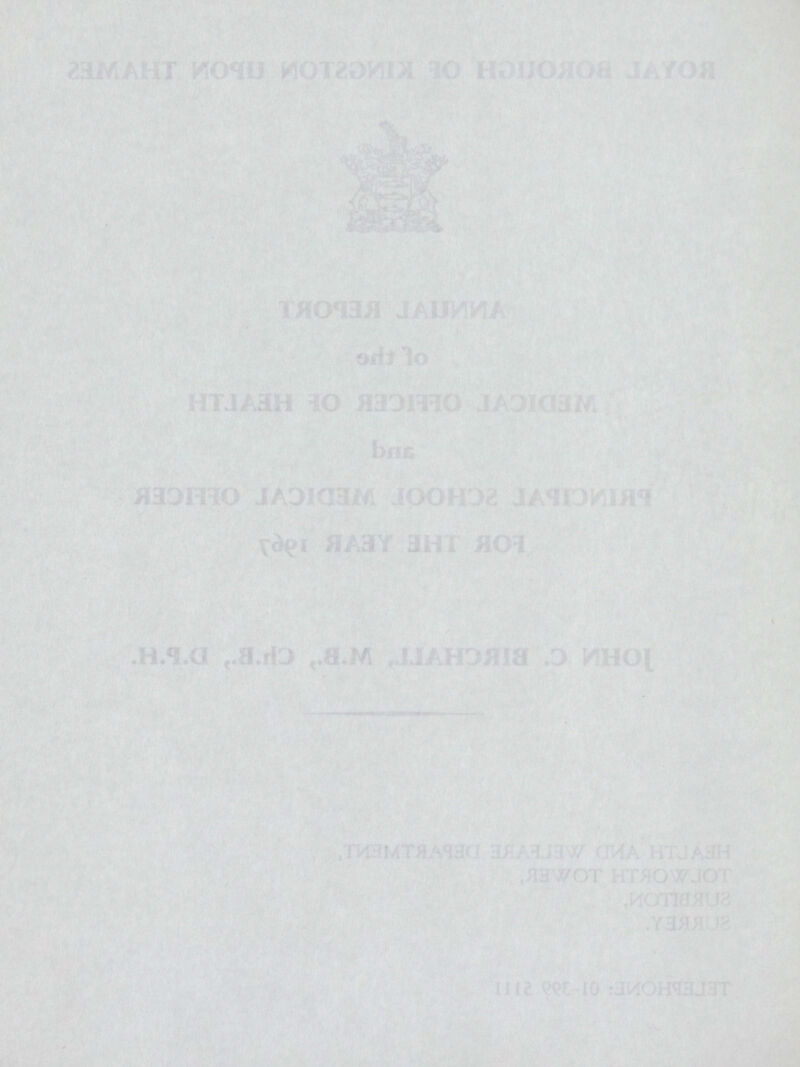 ROYAL BOROUGH OF KINGSTON UPON THAMES
ANNUAL REPORT
of the
MEDICAL OFFICER OF HEALTH
and
PRINCIPAL SCHOOL MEDICAL OFFICER
FOR THE YEAR 1967
JOHN C. BIRCHALL, M.B., Ch.B., D.P.H.
HEALTH AND WELFARE DEPARTMENT,
TOLWORTH TOWER,
SURBITON,
SURREY.
TELEPHONE: 01-399 5111